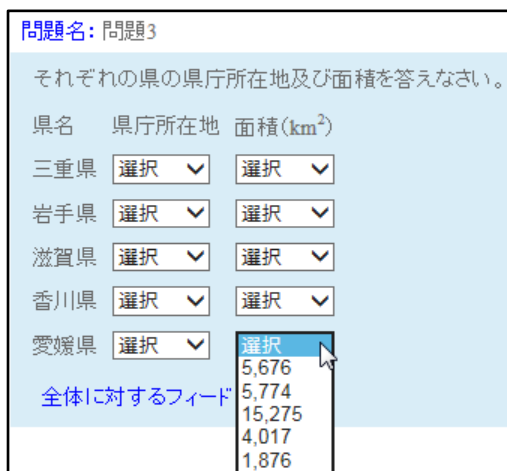 問題名: 問題3
それぞれの県の県庁所在地及び面積を答えなさい。
県名 県庁所在地 面積(km²)
三重県 選択 選択
岩手県 選択 選択
滋賀県 選択 選択
香川県 選択 選択
愛媛県 選択 選択
5,676
全体に対するフィード 5,774
15,275
4,017
1,876